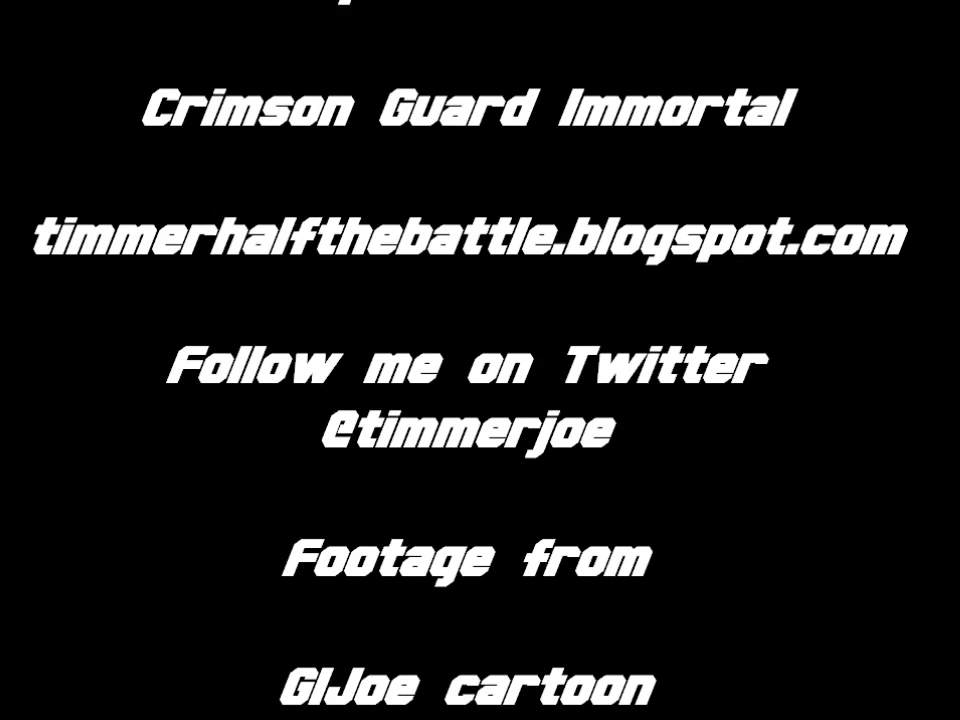 Crimson Guard Immortal
timmerhalfthebattle.blogspot.com
Follow me on Twitter
@timmerjoe
Footage from
GIJoe cartoon